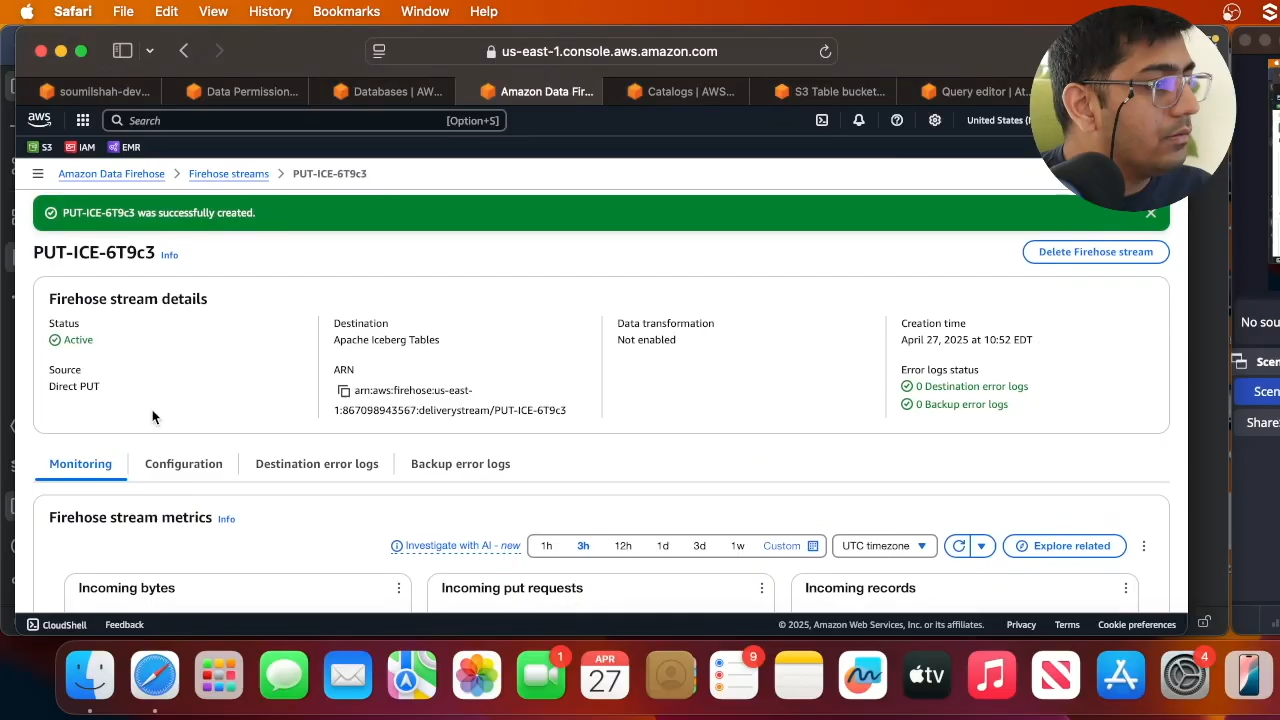 Safari File Edit View History Bookmarks Window Help
us-east-1.console.aws.amazon.com
soumilshah-dev... Data Permission... Databases | AW... Amazon Data Fir... Catalogs | AWS... S3 Table bucket... Query editor | At...
aws Search [Option+S] United States (
S3 IAM EMR
Amazon Data Firehose Firehose streams PUT-ICE-6T9c3
PUT-ICE-6T9c3 was successfully created.
PUT-ICE-6T9c3 Info Delete Firehose stream
Firehose stream details
Status Destination Data transformation Creation time
Active Apache Iceberg Tables Not enabled April 27, 2025 at 10:52 EDT
Source ARN Error logs status
Direct PUT arn:aws:firehose:us-east- 0 Destination error logs
1:867098943567:deliverystream/PUT-ICE-6T9c3 0 Backup error logs
No sou
Scen
Scen
Share
Monitoring Configuration Destination error logs Backup error logs
Firehose stream metrics Info
Investigate with AI - new 1h 3h 12h 1d 3d 1w Custom UTC timezone Explore related
Incoming bytes Incoming put requests Incoming records
CloudShell Feedback © 2025, Amazon Web Services, Inc. or its affiliates. Privacy Terms Cookie preferences
1 APR 9 4
27 tv